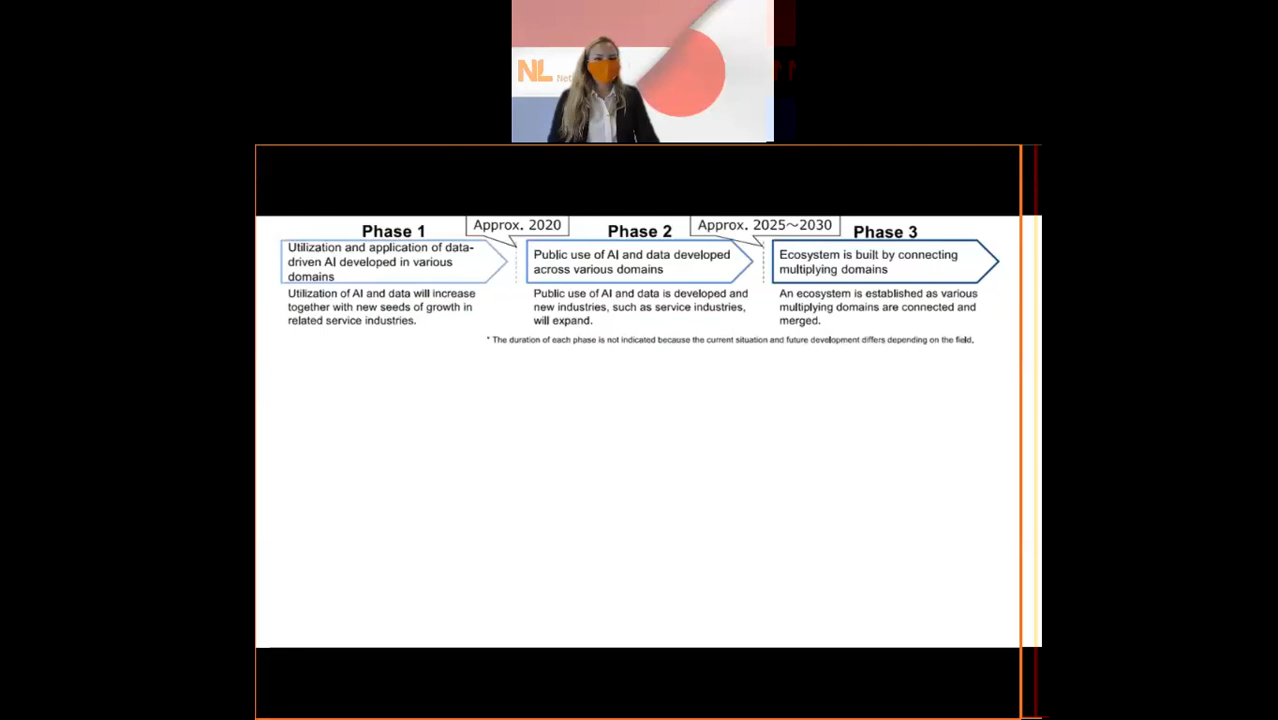 NL Net
Phase 1
Approx. 2020
Phase 2
Approx. 2025～2030
Phase 3
Utilization and application of data-
driven AI developed in various
domains
Public use of AI and data developed
across various domains
Ecosystem is built by connecting
multiplying domains
Utilization of AI and data will increase
together with new seeds of growth in
related service industries.
Public use of AI and data is developed and
new industries, such as service industries,
will expand.
An ecosystem is established as various
multiplying domains are connected and
merged.
* The duration of each phase is not indicated because the current situation and future development differs depending on the field.